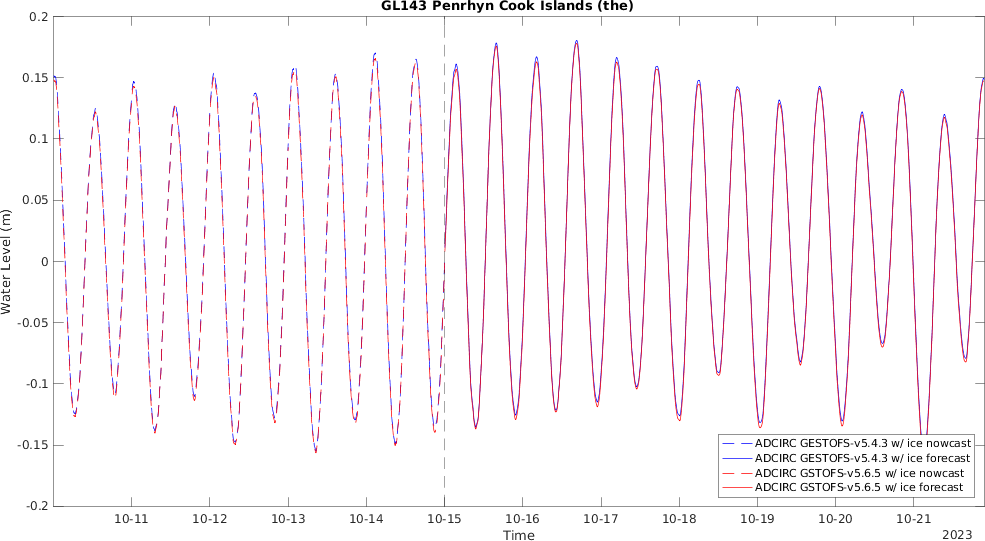 GL143 Penrhyn Cook Islands (the)
0.2
0.15
0.1
0.05
0
-0.05
-0.1
-0.15
-0.2
Water Level (m)
ADCIRC GESTOFS-v5.4.3 w/ ice nowcast
ADCIRC GESTOFS-v5.4.3 w/ ice forecast
ADCIRC GSTOFS-v5.6.5 w/ ice nowcast
ADCIRC GSTOFS-v5.6.5 w/ ice forecast
10-11 10-12 10-13 10-14 10-15 10-16 10-17 10-18 10-19 10-20 10-21
Time
2023